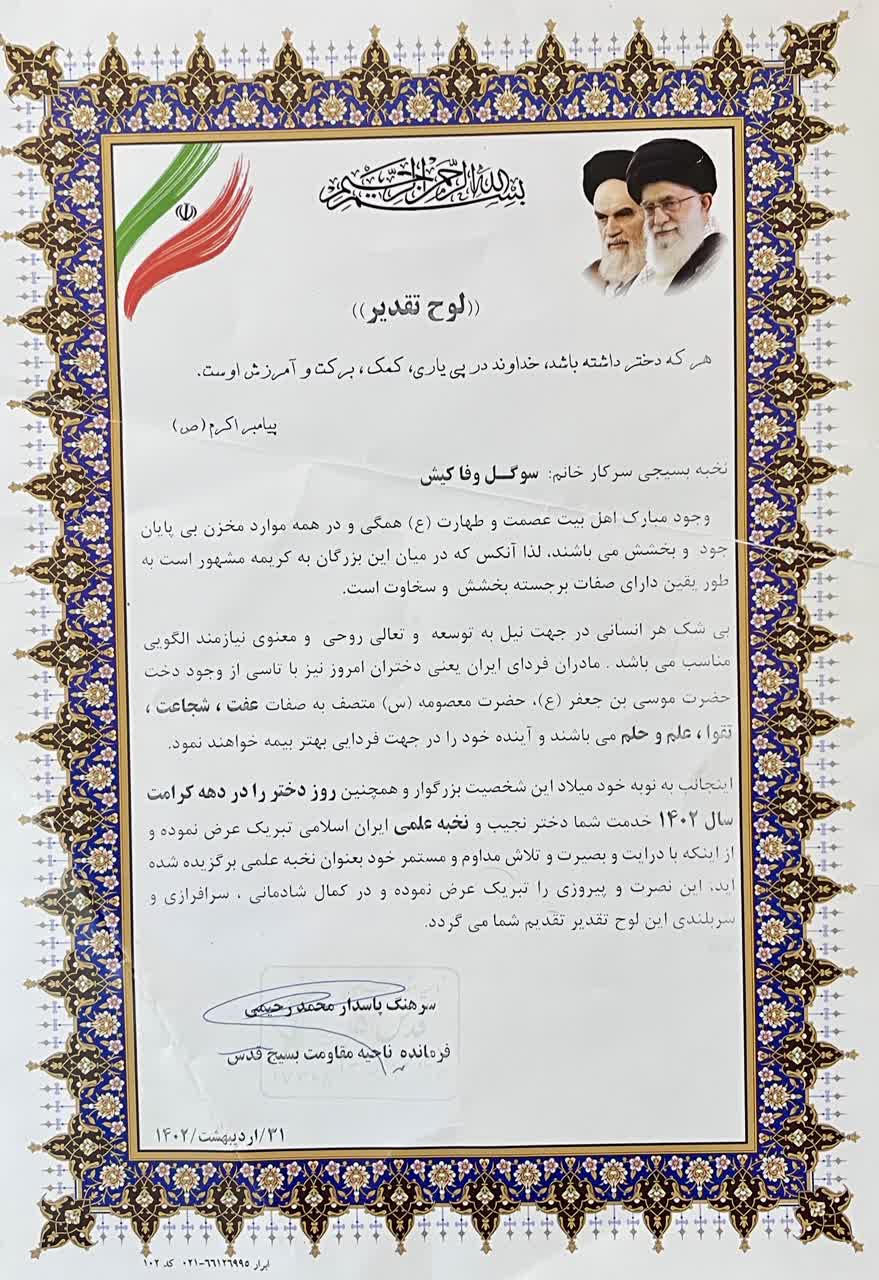 بسم الله الرحمن الرحیم
((لوح تقدیر))
هر که دختر داشته باشد، خداوند در پی یاری، کمک، برکت و آمرزش اوست.
پیامبر اکرم (ص)
نخبه بسیجی سرکار خانم: سوگل وفا کیش
وجود مبارک اهل بیت عصمت و طهارت (ع) همگی و در همه موارد مخزن بی پایان
جود و بخشش می باشند، لذا آنکس که در میان این بزرگان به کریمه مشهور است به
طور یقین دارای صفات برجسته بخشش و سخاوت است.
بی شک هر انسانی در جهت نیل به توسعه و تعالی روحی و معنوی نیازمند الگویی
مناسب می باشد . مادران فردای ایران یعنی دختران امروز نیز با تاسی از وجود دخت
حضرت موسی بن جعفر (ع)، حضرت معصومه (س) متصف به صفات عفت ، شجاعت ،
تقوا ، علم و حلم می باشند و آینده خود را در جهت فردایی بهتر بیمه خواهند نمود.
اینجانب به نوبه خود میلاد این شخصیت بزرگوار و همچنین روز دختر را در دهه کرامت
سال ۱۴۰۲ خدمت شما دختر نجیب و نخبه علمی ایران اسلامی تبریک عرض نموده و
از اینکه با درایت و بصیرت و تلاش مداوم و مستمر خود بعنوان نخبه علمی برگزیده شده
اید، این نصرت و پیروزی را تبریک عرض نموده و در کمال شادمانی ، سرافرازی و
سربلندی این لوح تقدیر تقدیم شما می گردد.
سرهنگ پاسدار محمد رحیمی
فرمانده ناحیه مقاومت بسیج قدس
۳۱/اردیبهشت/۱۴۰۲
ابرار ۶۶۱۲۶۹۹۵-۰۲۱ کد ۱۰۲